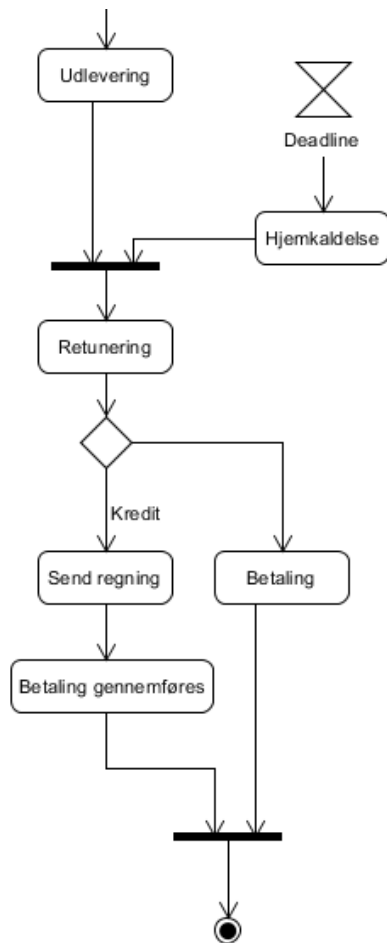 Udlevering
Deadline
Hjemkaldelse
Retunering
Kredit
Send regning
Betaling
Betaling gennemføres